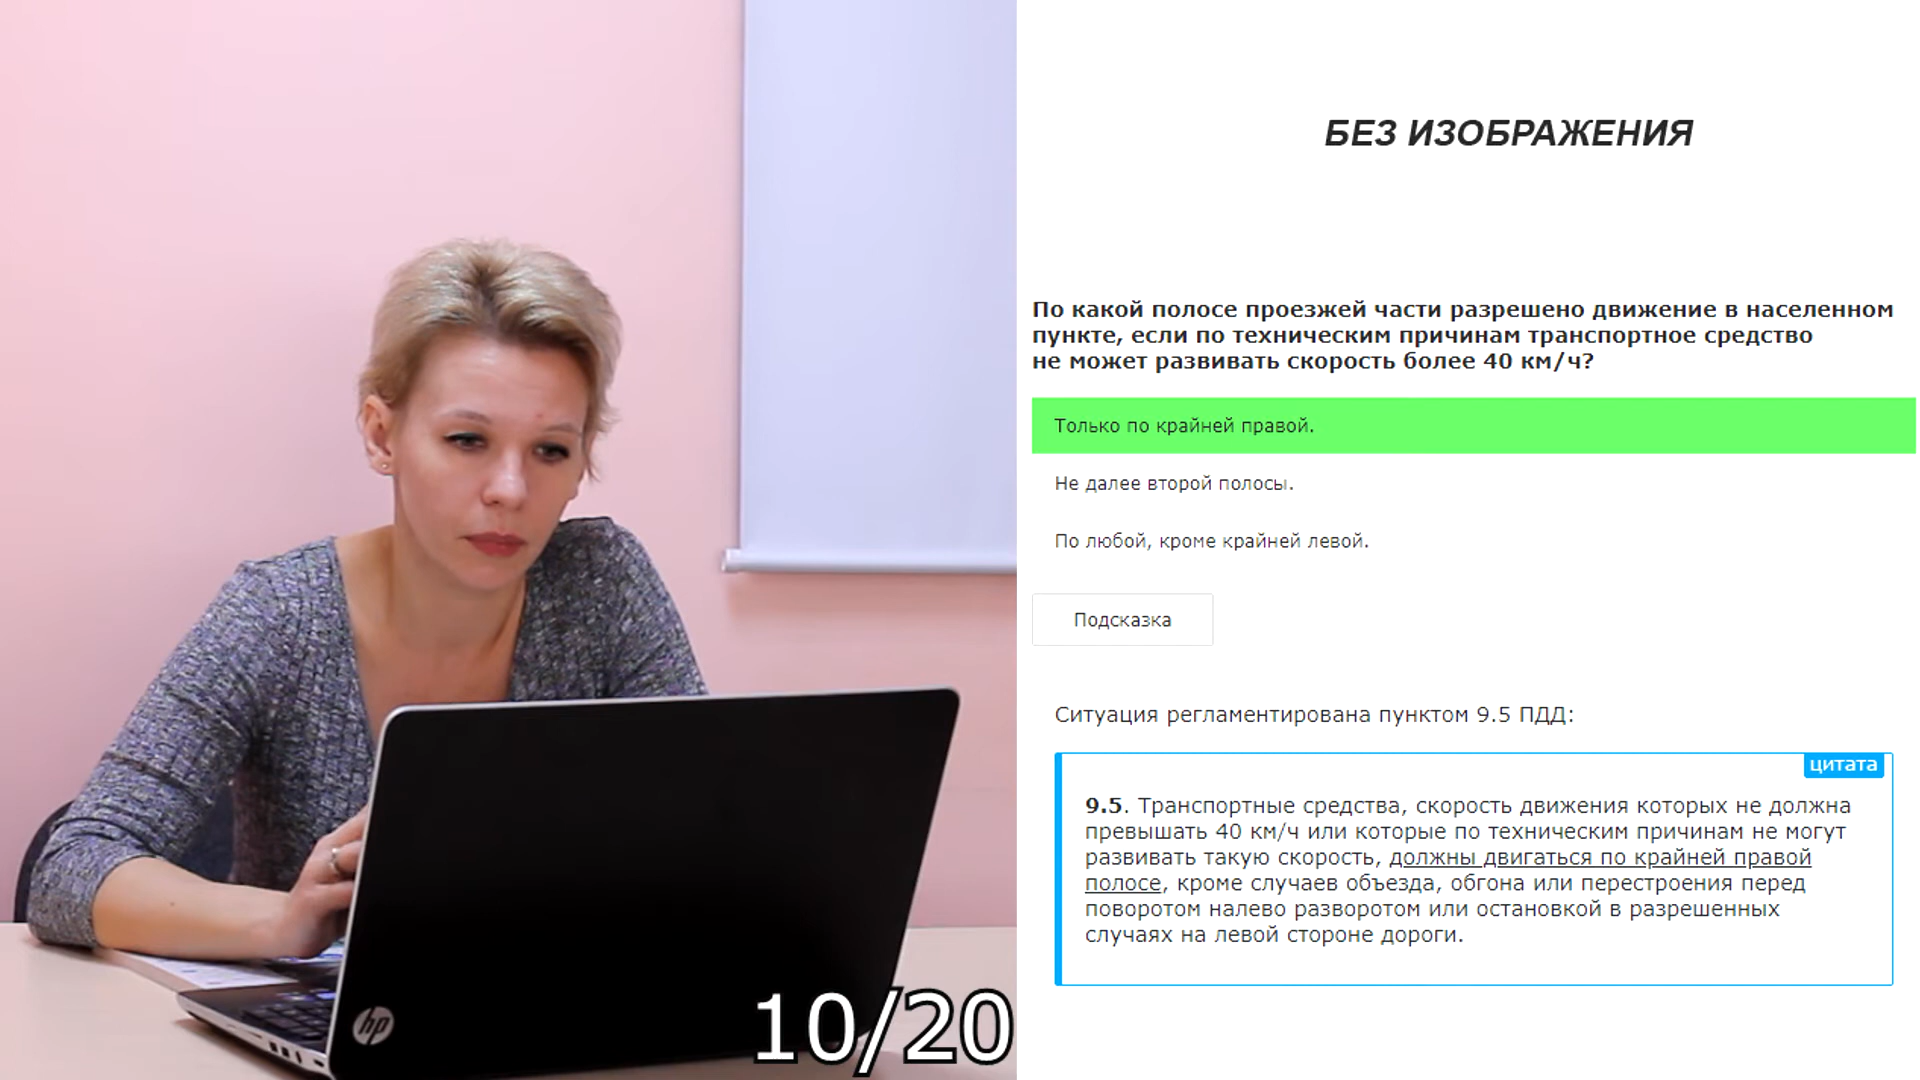 БЕЗ ИЗОБРАЖЕНИЯ
По какой полосе проезжей части разрешено движение в населенном
пункте, если по техническим причинам транспортное средство
не может развивать скорость более 40 км/ч?
Только по крайней правой.
Не далее второй полосы.
По любой, кроме крайней левой.
Подсказка
Ситуация регламентирована пунктом 9.5 ПДД:
цитата
9.5. Транспортные средства, скорость движения которых не должна
превышать 40 км/ч или которые по техническим причинам не могут
развивать такую скорость, должны двигаться по крайней правой
полосе, кроме случаев объезда, обгона или перестроения перед
поворотом налево разворотом или остановкой в разрешенных
случаях на левой стороне дороги.
hp
10/20